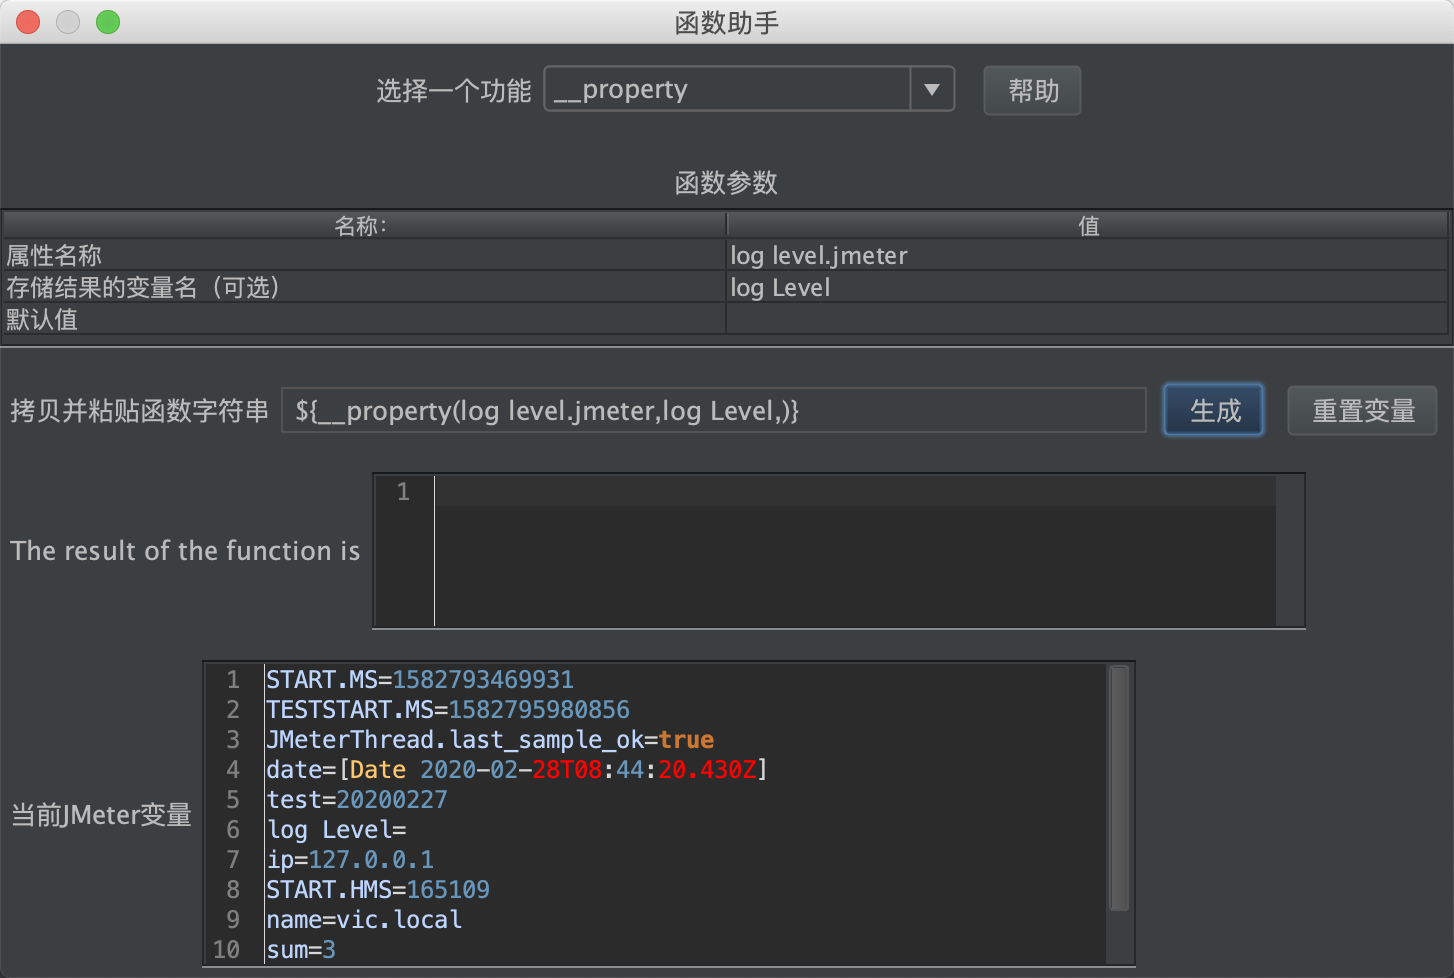 函数助手
选择一个功能 __property 帮助
函数参数
名称: 值
属性名称 log level.jmeter
存储结果的变量名（可选） log Level
默认值
拷贝并粘贴函数字符串 ${__property(log level.jmeter,log Level,)} 生成 重置变量
1
The result of the function is
当前JMeter变量
1 START.MS=1582793469931
2 TESTSTART.MS=1582795980856
3 JMeterThread.last_sample_ok=true
4 date=[Date 2020-02-28T08:44:20.430Z]
5 test=20200227
6 log Level=
7 ip=127.0.0.1
8 START.HMS=165109
9 name=vic.local
10 sum=3